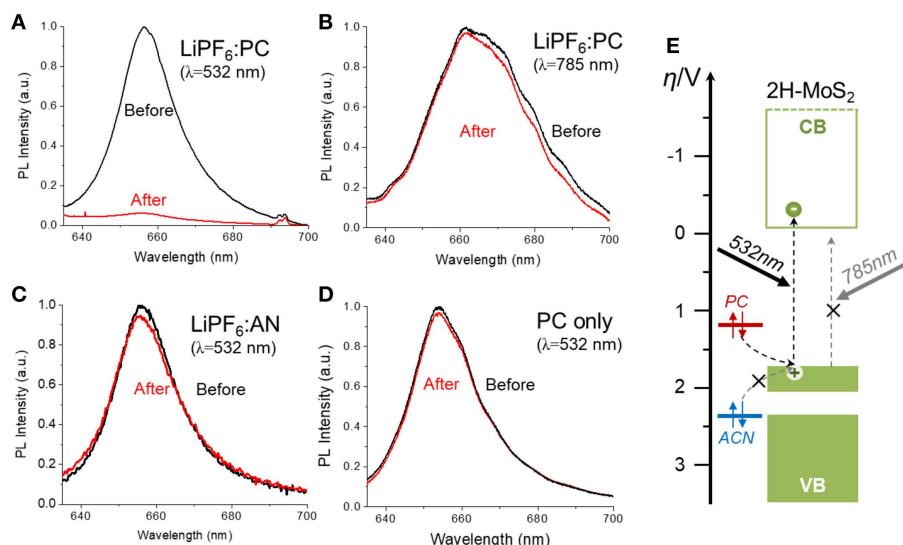 A
LiPF6:PC
(λ=532 nm)
Before
After
PL Intensity (a.u.)
1.0
0.8
0.6
0.4
0.2
0.0
640
660
680
700
Wavelength (nm)
B
LiPF6:PC
(λ=785 nm)
After
Before
PL Intensity (a.u.)
1.0
0.8
0.6
0.4
0.2
0.0
640
660
680
700
Wavelength (nm)
C
LiPF6:AN
(λ=532 nm)
After
Before
PL Intensity (a.u.)
1.0
0.8
0.6
0.4
0.2
0.0
640
660
680
700
Wavelength (nm)
D
PC only
(λ=532 nm)
After
Before
PL Intensity (a.u.)
1.0
0.8
0.6
0.4
0.2
0.0
640
660
680
700
Wavelength (nm)
E
η/V
2H-MoS2
CB
-1
0
532nm
785nm
1
PC
2
ACN
3
VB
-
+